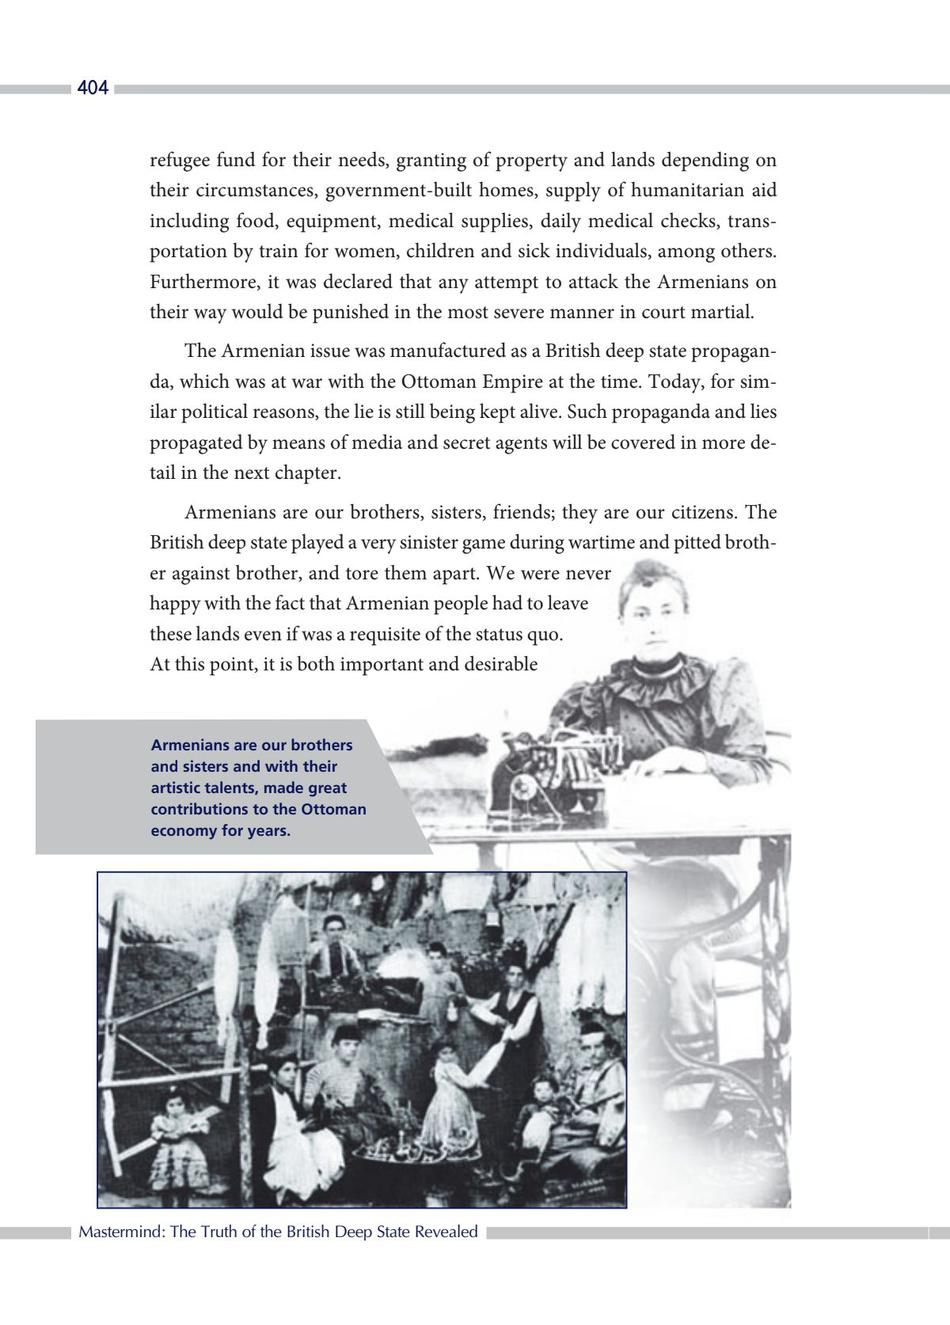 404
refugee fund for their needs, granting of property and lands depending on
their circumstances, government-built homes, supply of humanitarian aid
including food, equipment, medical supplies, daily medical checks, trans-
portation by train for women, children and sick individuals, among others.
Furthermore, it was declared that any attempt to attack the Armenians on
their way would be punished in the most severe manner in court martial.
The Armenian issue was manufactured as a British deep state propagan-
da, which was at war with the Ottoman Empire at the time. Today, for sim-
ilar political reasons, the lie is still being kept alive. Such propaganda and lies
propagated by means of media and secret agents will be covered in more de-
tail in the next chapter.
Armenians are our brothers, sisters, friends; they are our citizens. The
British deep state played a very sinister game during wartime and pitted broth-
er against brother, and tore them apart. We were never
happy with the fact that Armenian people had to leave
these lands even if was a requisite of the status quo.
At this point, it is both important and desirable
Armenians are our brothers
and sisters and with their
artistic talents, made great
contributions to the Ottoman
economy for years.
Mastermind: The Truth of the British Deep State Revealed